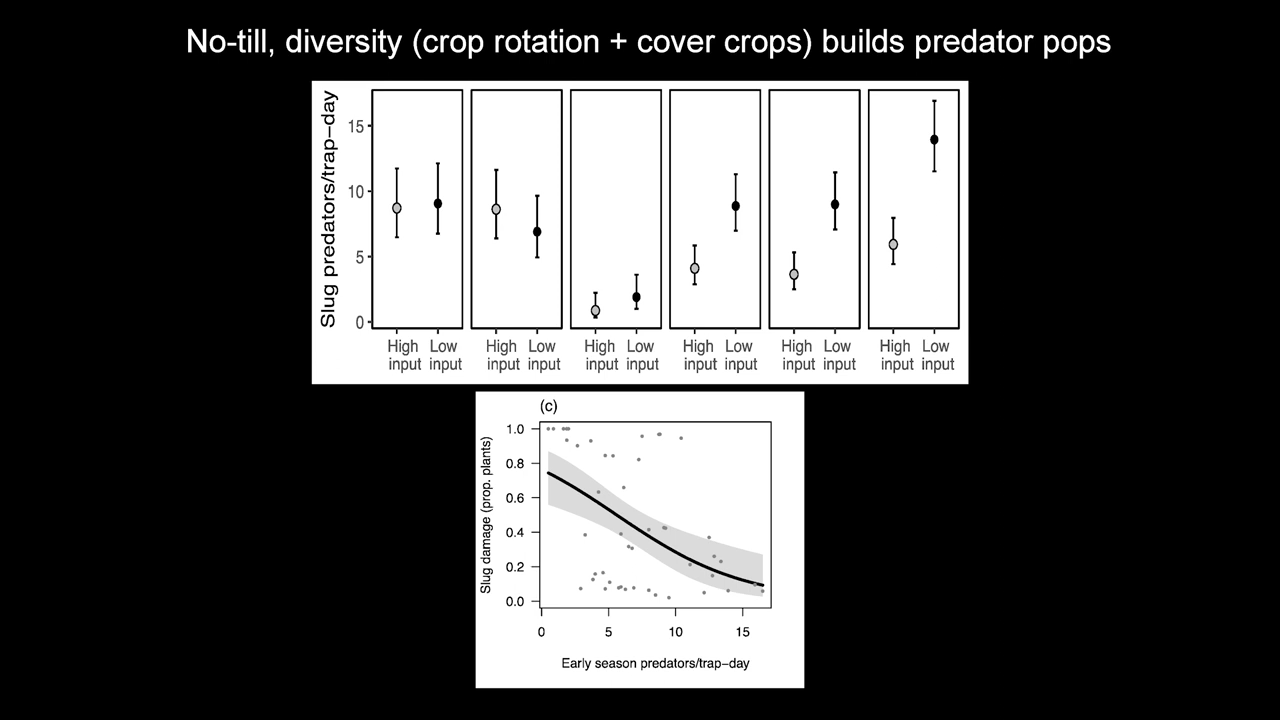 No-till, diversity (crop rotation + cover crops) builds predator pops
Slug predators/trap−day
15
10
5
0
High input
Low input
High input
Low input
High input
Low input
High input
Low input
High input
Low input
High input
Low input
(c)
Slug damage (prop. plants)
1.0
0.8
0.6
0.4
0.2
0.0
0 5 10 15
Early season predators/trap−day